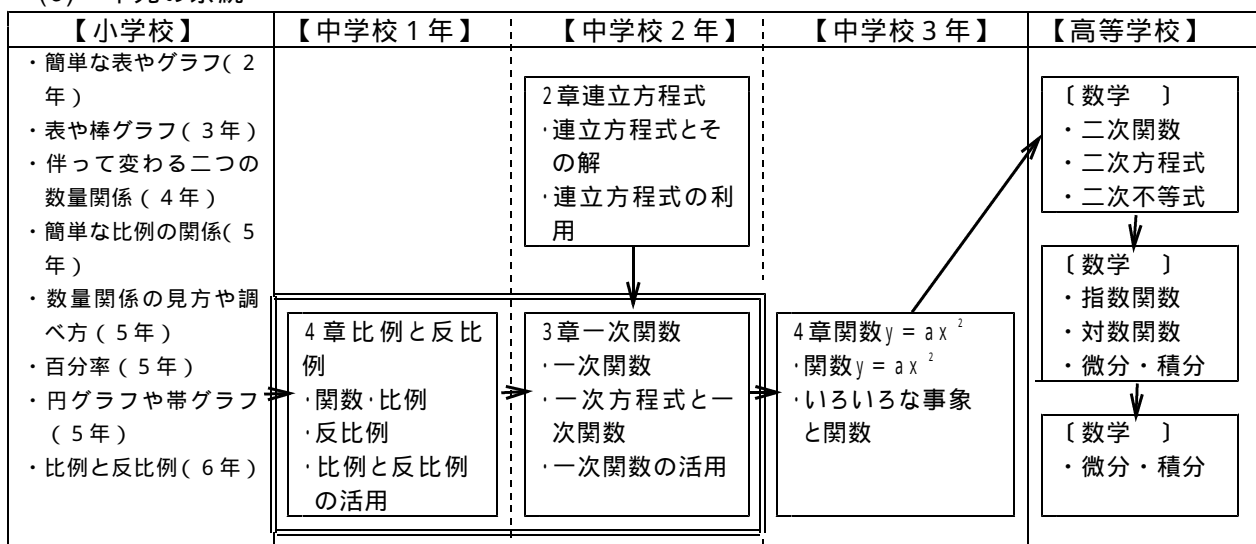 【小学校】
【中学校1年】
【中学校2年】
【中学校3年】
【高等学校】
・簡単な表やグラフ(2
年)
・表や棒グラフ(3年)
・伴って変わる二つの
数量関係(4年)
・簡単な比例の関係(5
年)
・数量関係の見方や調
べ方(5年)
・百分率(5年)
・円グラフや帯グラフ
(5年)
・比例と反比例(6年)
4章比例と反比
例
・関数・比例
・反比例
・比例と反比例
の活用
2章連立方程式
・連立方程式とそ
の解
・連立方程式の利
用
3章一次関数
・一次関数
・一次方程式と一
次関数
・一次関数の活用
4章関数y=ax²
・関数y=ax²
・いろいろな事象
と関数
〔数学 〕
・二次関数
・二次方程式
・二次不等式
〔数学 〕
・指数関数
・対数関数
・微分・積分
〔数学 〕
・微分・積分